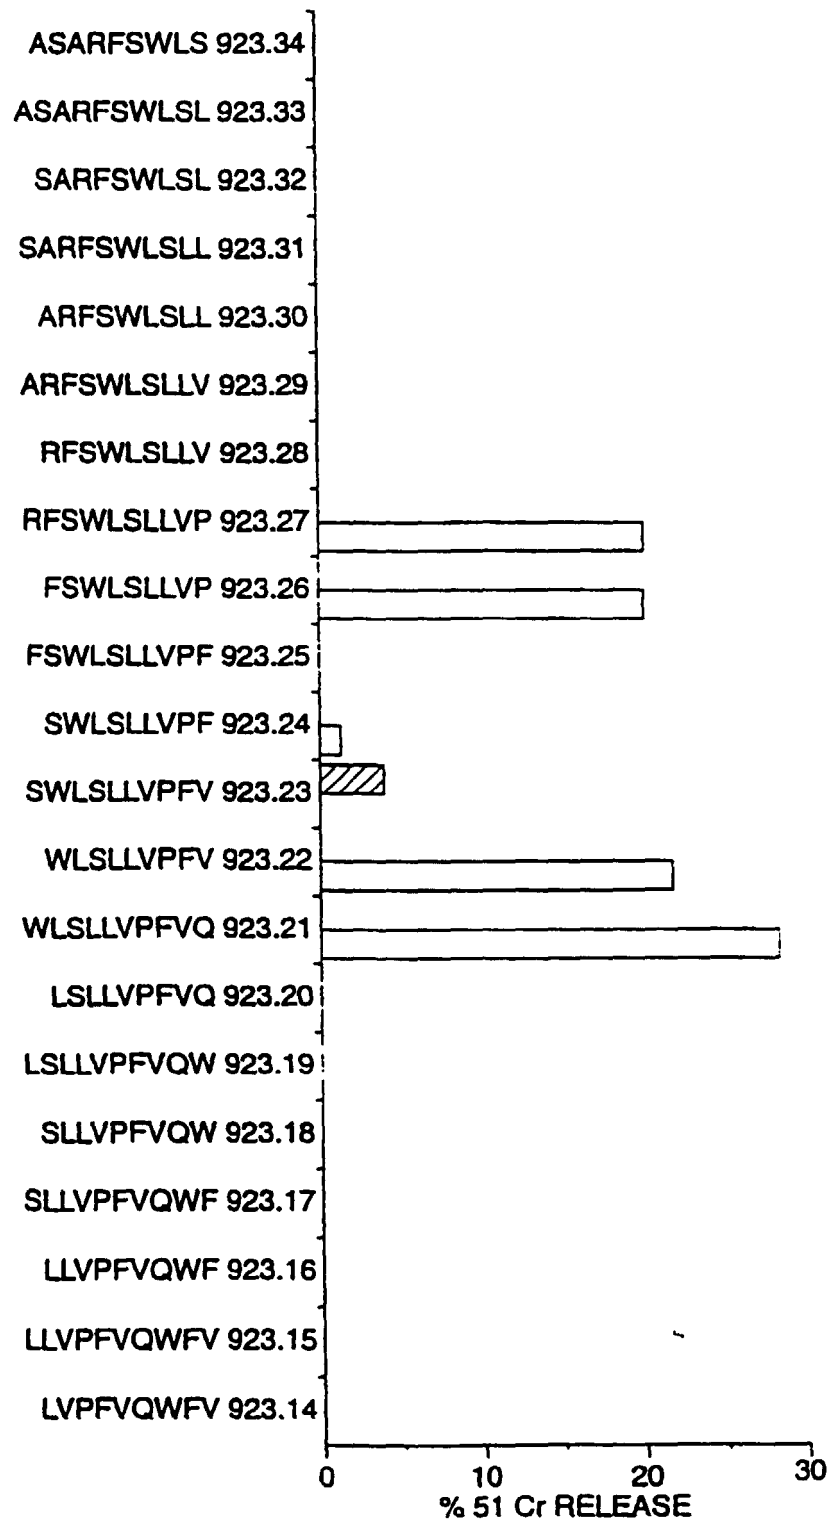 ASARFSWLS 923.34
ASARFSWLSL 923.33
SARFSWLSL 923.32
SARFSWLSLL 923.31
ARFSWLSLL 923.30
ARFSWLSLLV 923.29
RFSWLSLLV 923.28
RFSWLSLLVP 923.27
FSWLSLLVP 923.26
FSWLSLLVPF 923.25
SWLSLLVPF 923.24
SWLSLLVPFV 923.23
WLSLLVPFV 923.22
WLSLLVPFVQ 923.21
LSLLVPFVQ 923.20
LSLLVPFVQW 923.19
SLLVPFVQW 923.18
SLLVPFVQWF 923.17
LLVPFVQWF 923.16
LLVPFVQWFV 923.15
LVPFVQWFV 923.14
0 10 20 30
% 51 Cr RELEASE